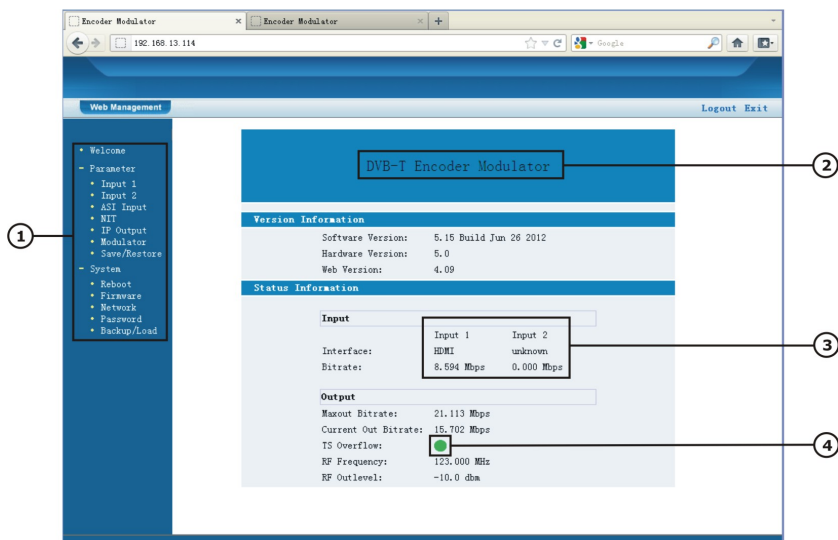 Encoder Modulator × Encoder Modulator × +
192.168.13.114 Google
Web Management Logout Exit
• Welcome
- Parameter
• Input 1
• Input 2
• ASI Input
• NIT
• IP Output
• Modulator
• Save/Restore
- System
• Reboot
• Firmware
• Network
• Password
• Backup/Load
1
DVB-T Encoder Modulator
2
Version Information
Software Version: 5.15 Build Jun 26 2012
Hardware Version: 5.0
Web Version: 4.09
Status Information
Input
Input 1 Input 2
Interface: HDMI unknown
Bitrate: 8.594 Mbps 0.000 Mbps
3
Output
Maxout Bitrate: 21.113 Mbps
Current Out Bitrate: 15.702 Mbps
TS Overflow:
4
RF Frequency: 123.000 MHz
RF Outlevel: -10.0 dbm